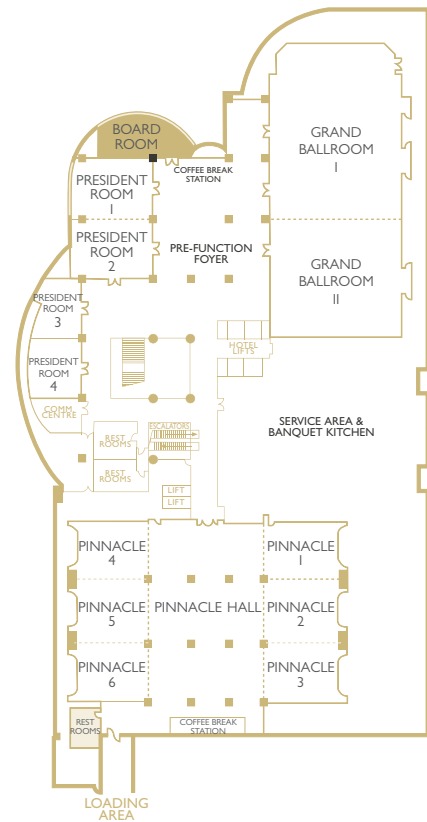 BOARD
ROOM
GRAND
BALLROOM
I
COFFEE BREAK
STATION
PRESIDENT
ROOM
1
PRESIDENT
ROOM
2
PRE-FUNCTION
FOYER
GRAND
BALLROOM
II
PRESIDENT
ROOM
3
HOTEL
LIFTS
PRESIDENT
ROOM
4
COMM.
CENTRE
SERVICE AREA &
BANQUET KITCHEN
ESCALATORS
REST
ROOMS
REST
ROOMS
LIFT
LIFT
PINNACLE
4
PINNACLE
1
PINNACLE
5
PINNACLE HALL
PINNACLE
2
PINNACLE
6
PINNACLE
3
REST
ROOMS
COFFEE BREAK
STATION
LOADING
AREA